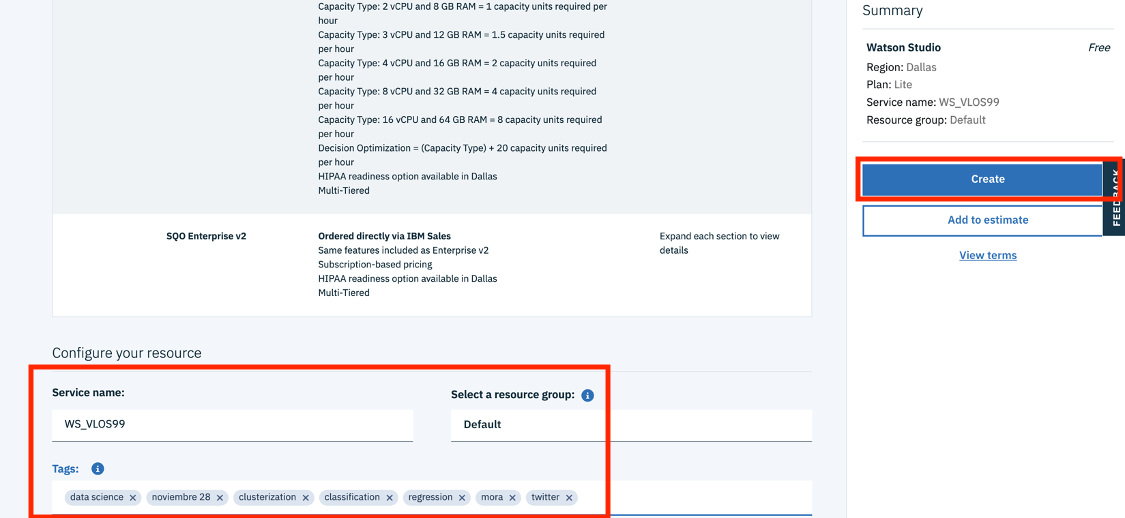 Capacity Type: 2 vCPU and 8 GB RAM = 1 capacity units required per
hour
Capacity Type: 3 vCPU and 12 GB RAM = 1.5 capacity units required
per hour
Capacity Type: 4 vCPU and 16 GB RAM = 2 capacity units required
per hour
Capacity Type: 8 vCPU and 32 GB RAM = 4 capacity units required
per hour
Capacity Type: 16 vCPU and 64 GB RAM = 8 capacity units required
per hour
Decision Optimization = (Capacity Type) + 20 capacity units required
per hour
HIPAA readiness option available in Dallas
Multi-Tiered
SQO Enterprise v2
Ordered directly via IBM Sales
Same features included as Enterprise v2
Subscription-based pricing
HIPAA readiness option available in Dallas
Multi-Tiered
Expand each section to view
details
Configure your resource
Service name:
WS_VLOS99
Select a resource group:
Default
Tags:
data science noviembre 28 clusterization classification regression mora twitter
Summary
Watson Studio Free
Region: Dallas
Plan: Lite
Service name: WS_VLOS99
Resource group: Default
Create
Add to estimate
View terms
FEEDBACK